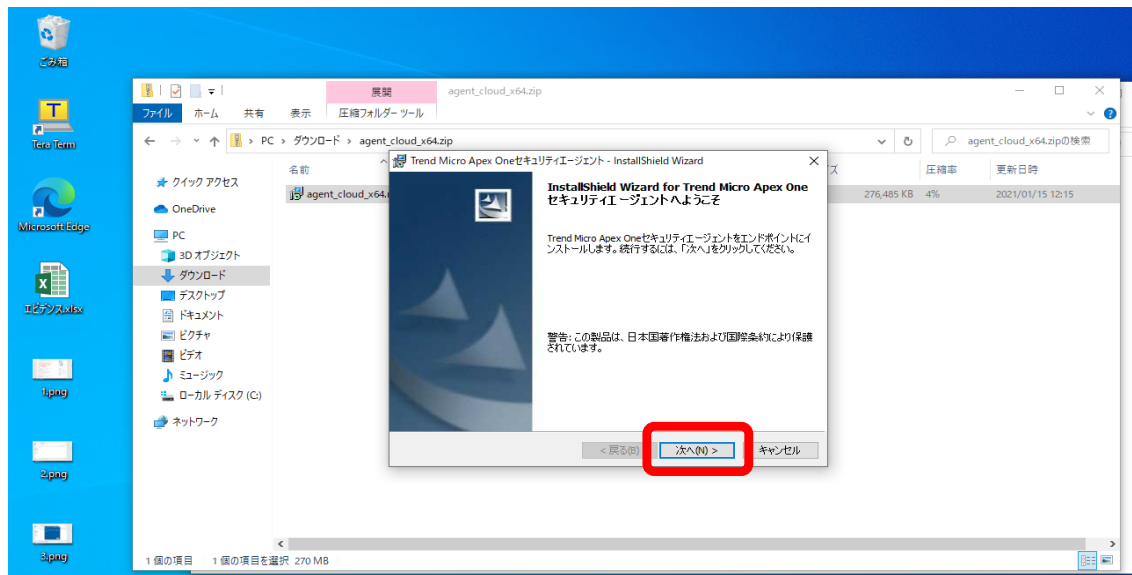 ごみ箱
Tera Term
Microsoft Edge
エビデンス.xlsx
1.png
2.png
3.png
展開
agent_cloud_x64.zip
ファイル
ホーム
共有
表示
圧縮フォルダー ツール
PC › ダウンロード › agent_cloud_x64.zip
agent_cloud_x64.zipの検索
名前
圧縮率
更新日時
agent_cloud_x64
276,485 KB
4%
2021/01/15 12:15
クイック アクセス
OneDrive
PC
3D オブジェクト
ダウンロード
デスクトップ
ドキュメント
ピクチャ
ビデオ
ミュージック
ローカル ディスク (C:)
ネットワーク
Trend Micro Apex Oneセキュリティエージェント - InstallShield Wizard
InstallShield Wizard for Trend Micro Apex One
セキュリティエージェントへようこそ
Trend Micro Apex Oneセキュリティエージェントをエンドポイントにイ
ンストールします。続行するには、「次へ」をクリックしてください。
警告: この製品は、日本国著作権法および国際条約により保護
されています。
< 戻る(B)
次へ(N) >
キャンセル
1 個の項目
1 個の項目を選択 270 MB